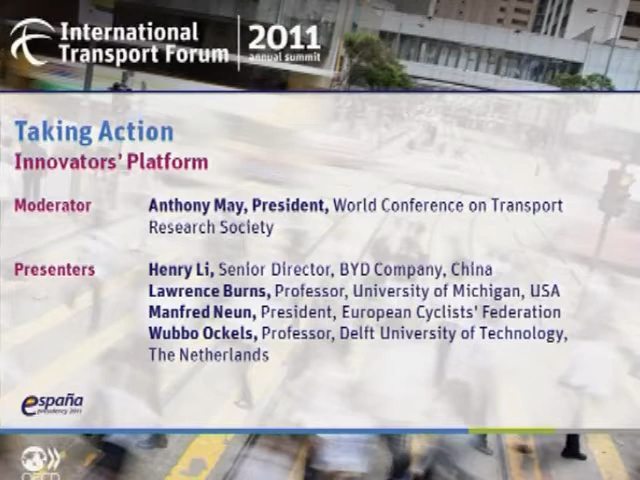 International
Transport Forum
2011
annual summit
Taking Action
Innovators' Platform
Moderator
Anthony May, President, World Conference on Transport
Research Society
Presenters
Henry Li, Senior Director, BYD Company, China
Lawrence Burns, Professor, University of Michigan, USA
Manfred Neun, President, European Cyclists' Federation
Wubbo Ockels, Professor, Delft University of Technology,
The Netherlands
españa
presidency 2011
OECD